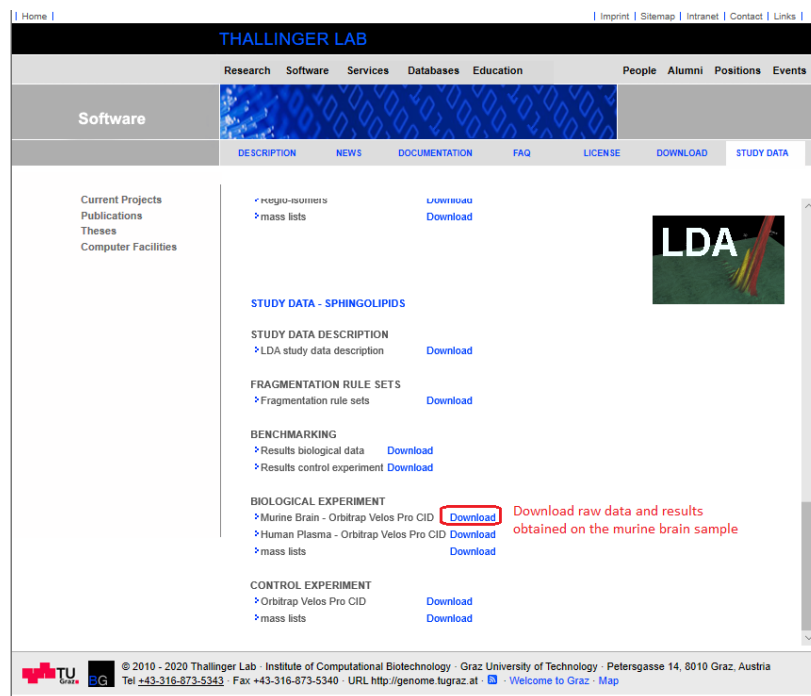 | Home |
| Imprint | Sitemap | Intranet | Contact | Links |
THALLINGER LAB
Research Software Services Databases Education People Alumni Positions Events
Software
DESCRIPTION NEWS DOCUMENTATION FAQ LICENSE DOWNLOAD STUDY DATA
Current Projects
Publications
Theses
Computer Facilities
Regio-isomers Download
mass lists Download
LDA
STUDY DATA - SPHINGOLIPIDS
STUDY DATA DESCRIPTION
LDA study data description Download
FRAGMENTATION RULE SETS
Fragmentation rule sets Download
BENCHMARKING
Results biological data Download
Results control experiment Download
BIOLOGICAL EXPERIMENT
Murine Brain - Orbitrap Velos Pro CID Download
Human Plasma - Orbitrap Velos Pro CID Download
mass lists Download
Download raw data and results
obtained on the murine brain sample
CONTROL EXPERIMENT
Orbitrap Velos Pro CID Download
mass lists Download
TU
Graz
BG
© 2010 - 2020 Thallinger Lab · Institute of Computational Biotechnology · Graz University of Technology · Petersgasse 14, 8010 Graz, Austria
Tel +43-316-873-5343 · Fax +43-316-873-5340 · URL http://genome.tugraz.at · · Welcome to Graz · Map